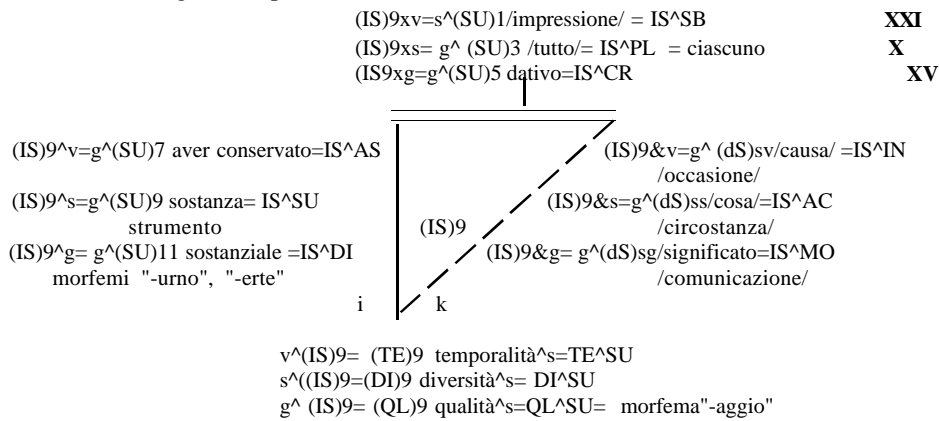 (IS)9xv=s^(SU)1/impressione/ = IS^SB XXI
(IS)9xs= g^ (SU)3 /tutto/= IS^PL = ciascuno X
(IS9xg=g^(SU)5 dativo=IS^CR XV
(IS)9^v=g^(SU)7 aver conservato=IS^AS (IS)9&v=g^ (dS)sv/causa/ =IS^IN
/occasione/
(IS)9^s=g^(SU)9 sostanza= IS^SU (IS)9&s=g^(dS)ss/cosa/=IS^AC
strumento (IS)9 /circostanza/
(IS)9^g= g^(SU)11 sostanziale =IS^DI (IS)9&g= g^(dS)sg/significato=IS^MO
morfemi "-urno", "-erte" /comunicazione/
i k
v^(IS)9= (TE)9 temporalità^s=TE^SU
s^((IS)9=(DI)9 diversità^s= DI^SU
g^ (IS)9= (QL)9 qualità^s=QL^SU= morfema"-aggio"